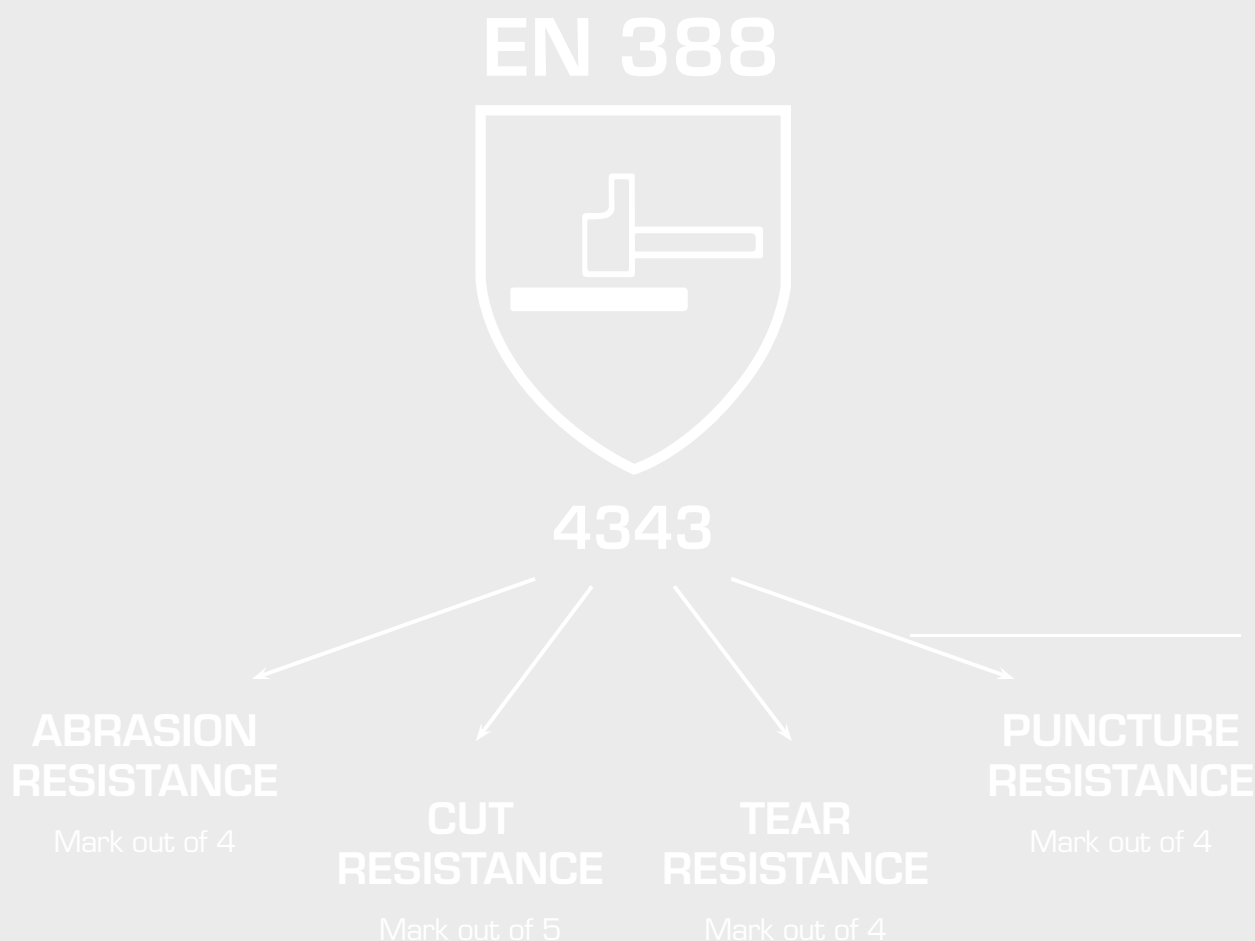 EN 388
4343
ABRASION
RESISTANCE
Mark out of 4
CUT
RESISTANCE
Mark out of 5
TEAR
RESISTANCE
Mark out of 4
PUNCTURE
RESISTANCE
Mark out of 4